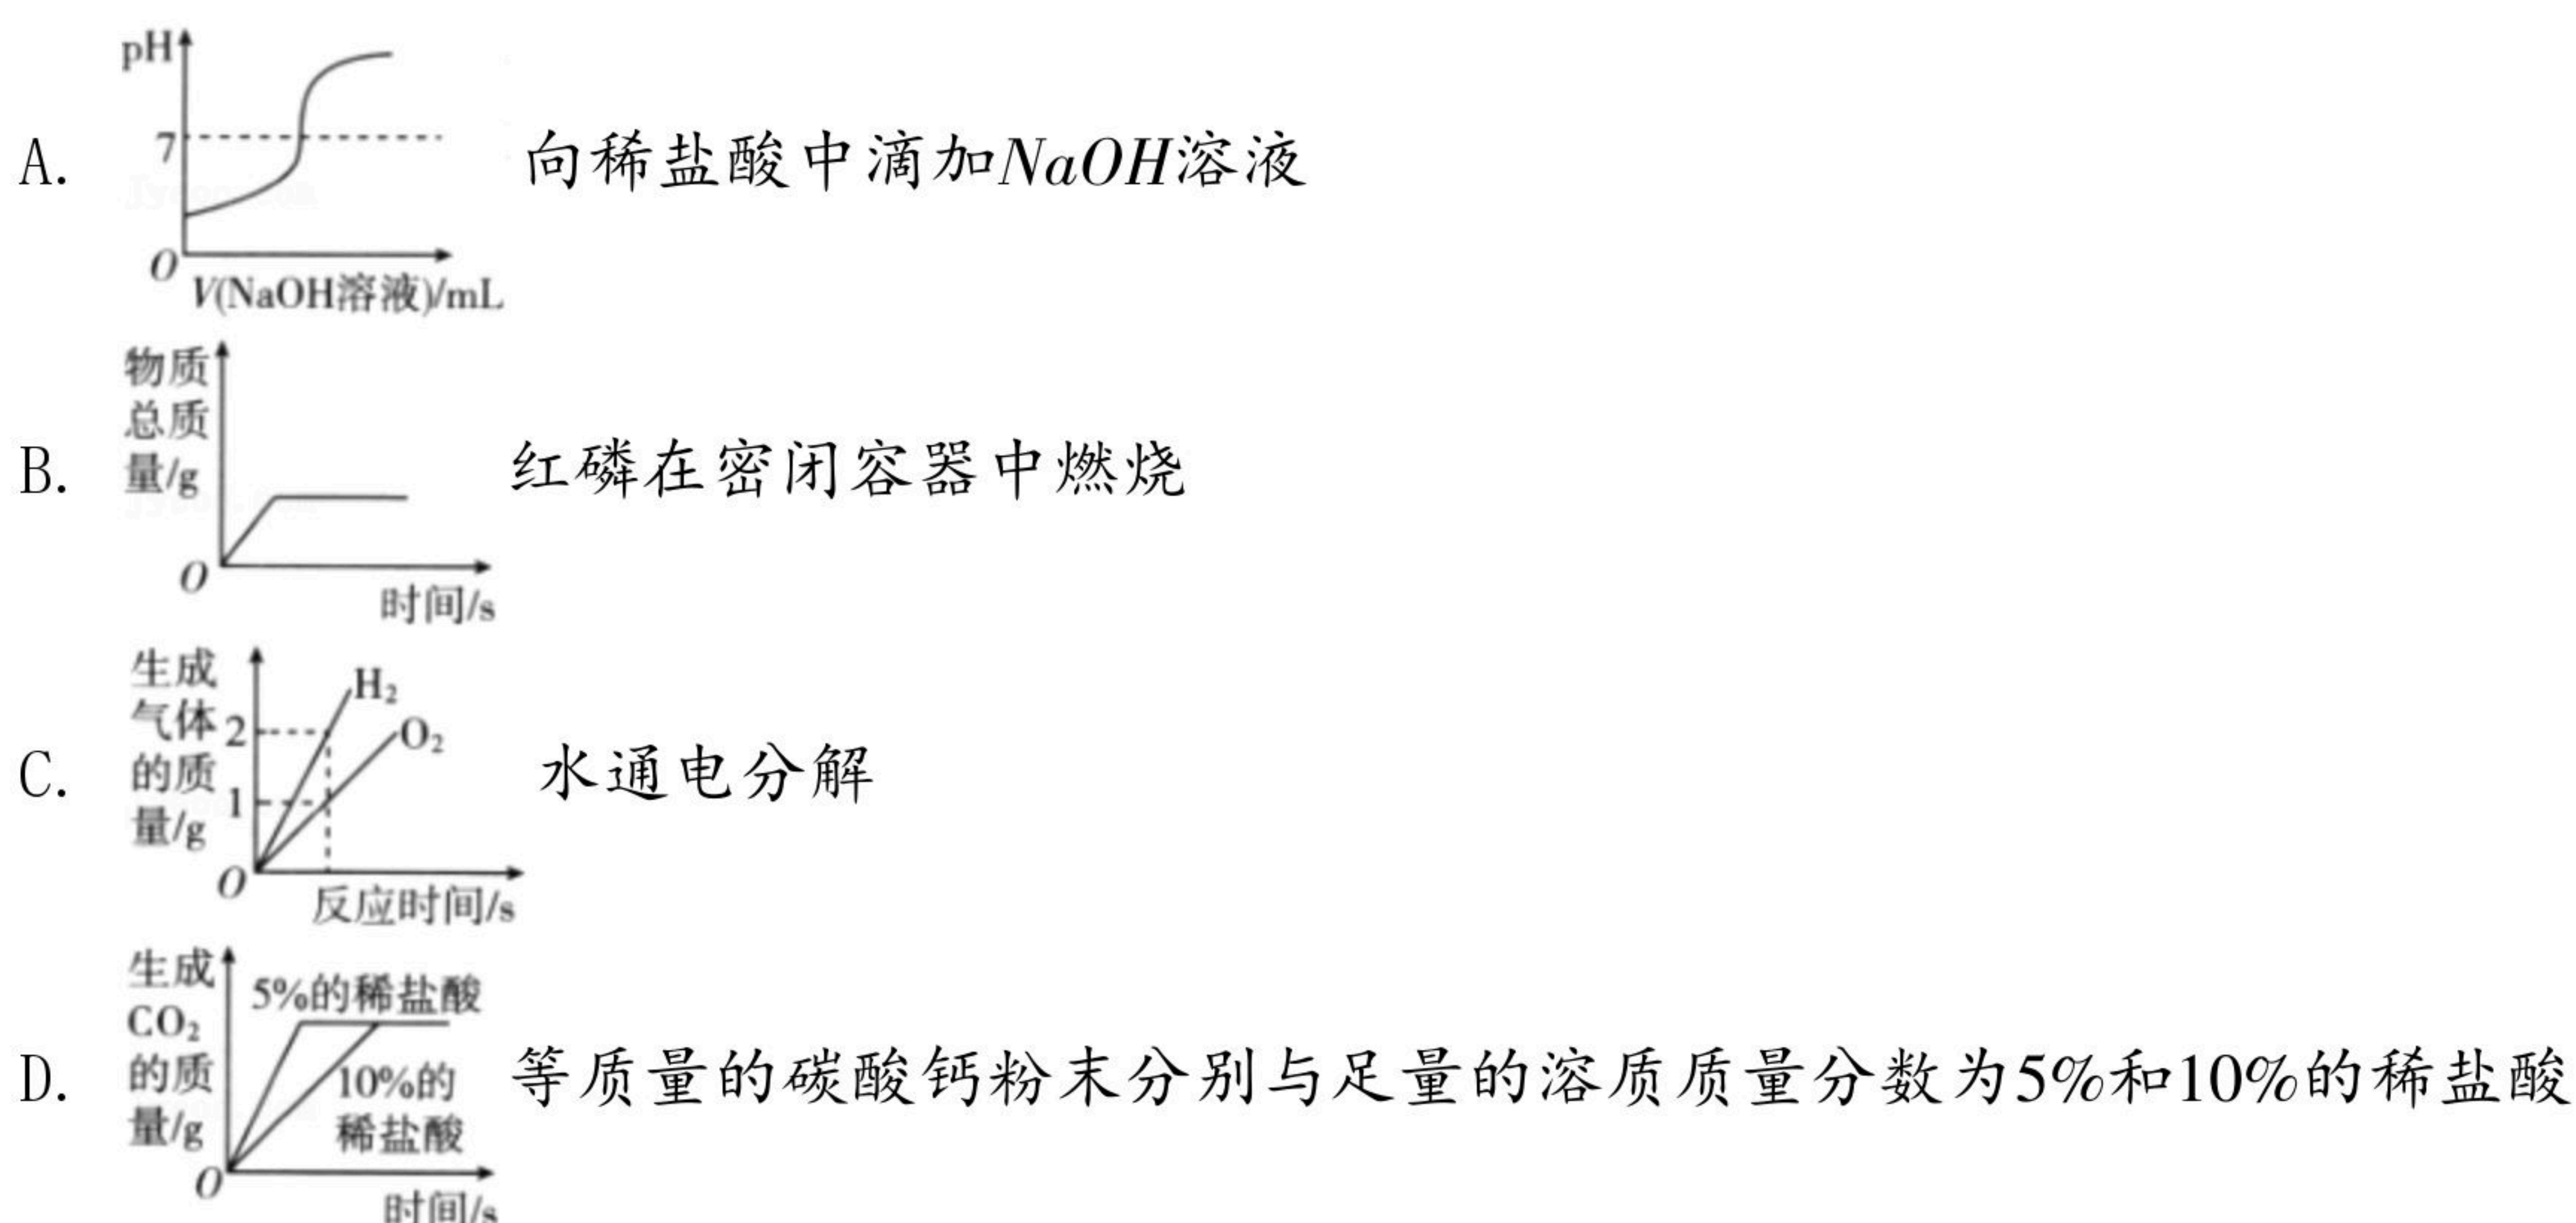 pH
7
A.
向稀盐酸中滴加NaOH溶液
O
V(NaOH溶液)/mL
物质
总质
量/g
B.
红磷在密闭容器中燃烧
O
时间/s
生成
气体
的质
量/g
H₂
2
O₂
1
C.
水通电分解
O
反应时间/s
生成
CO₂
的质
量/g
5%的稀盐酸
10%的
稀盐酸
D.
等质量的碳酸钙粉末分别与足量的溶质质量分数为5%和10%的稀盐酸
O
时间/s